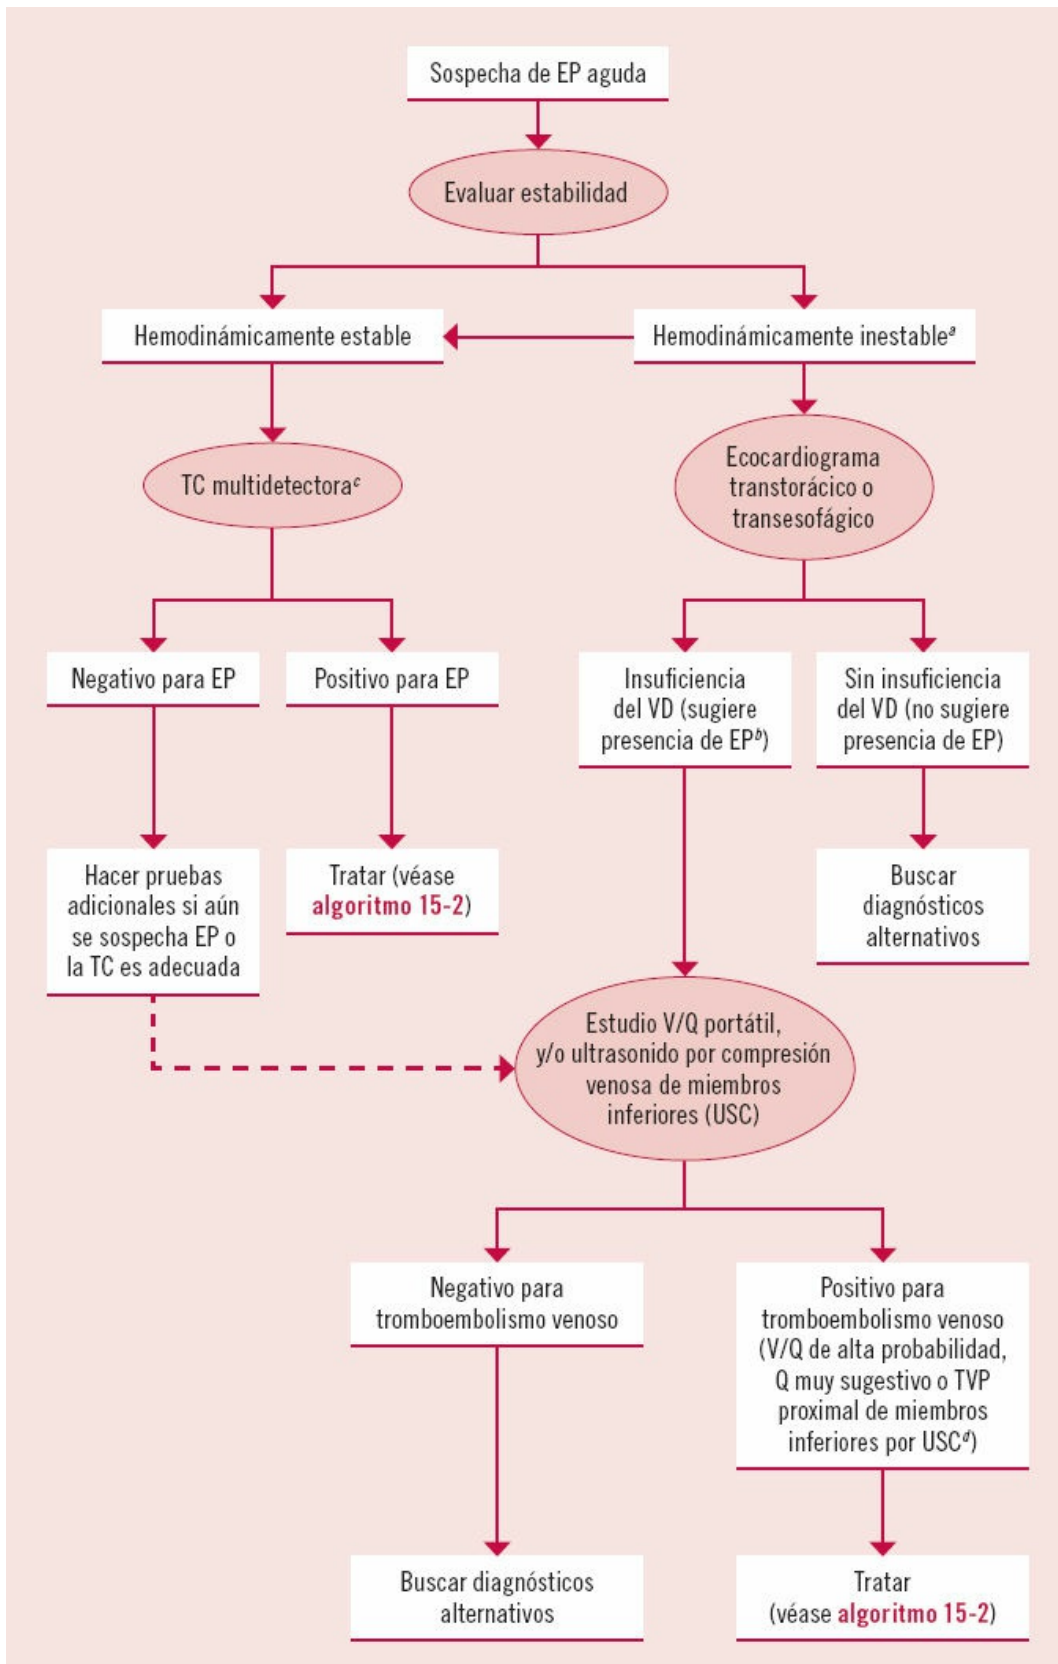 Sospecha de EP aguda
Evaluar estabilidad
Hemodinámicamente estable
Hemodinámicamente inestableª
TC multidetectoraᶜ
Ecocardiograma
transtorácico o
transesofágico
Negativo para EP
Positivo para EP
Insuficiencia
del VD (sugiere
presencia de EPᵇ)
Sin insuficiencia
del VD (no sugiere
presencia de EP)
Hacer pruebas
adicionales si aún
se sospecha EP o
la TC es adecuada
Tratar (véase
algoritmo 15-2)
Buscar
diagnósticos
alternativos
Estudio V/Q portátil,
y/o ultrasonido por compresión
venosa de miembros
inferiores (USC)
Negativo para
tromboembolismo venoso
Positivo para
tromboembolismo venoso
(V/Q de alta probabilidad,
Q muy sugestivo o TVP
proximal de miembros
inferiores por USCᵈ)
Buscar diagnósticos
alternativos
Tratar
(véase algoritmo 15-2)